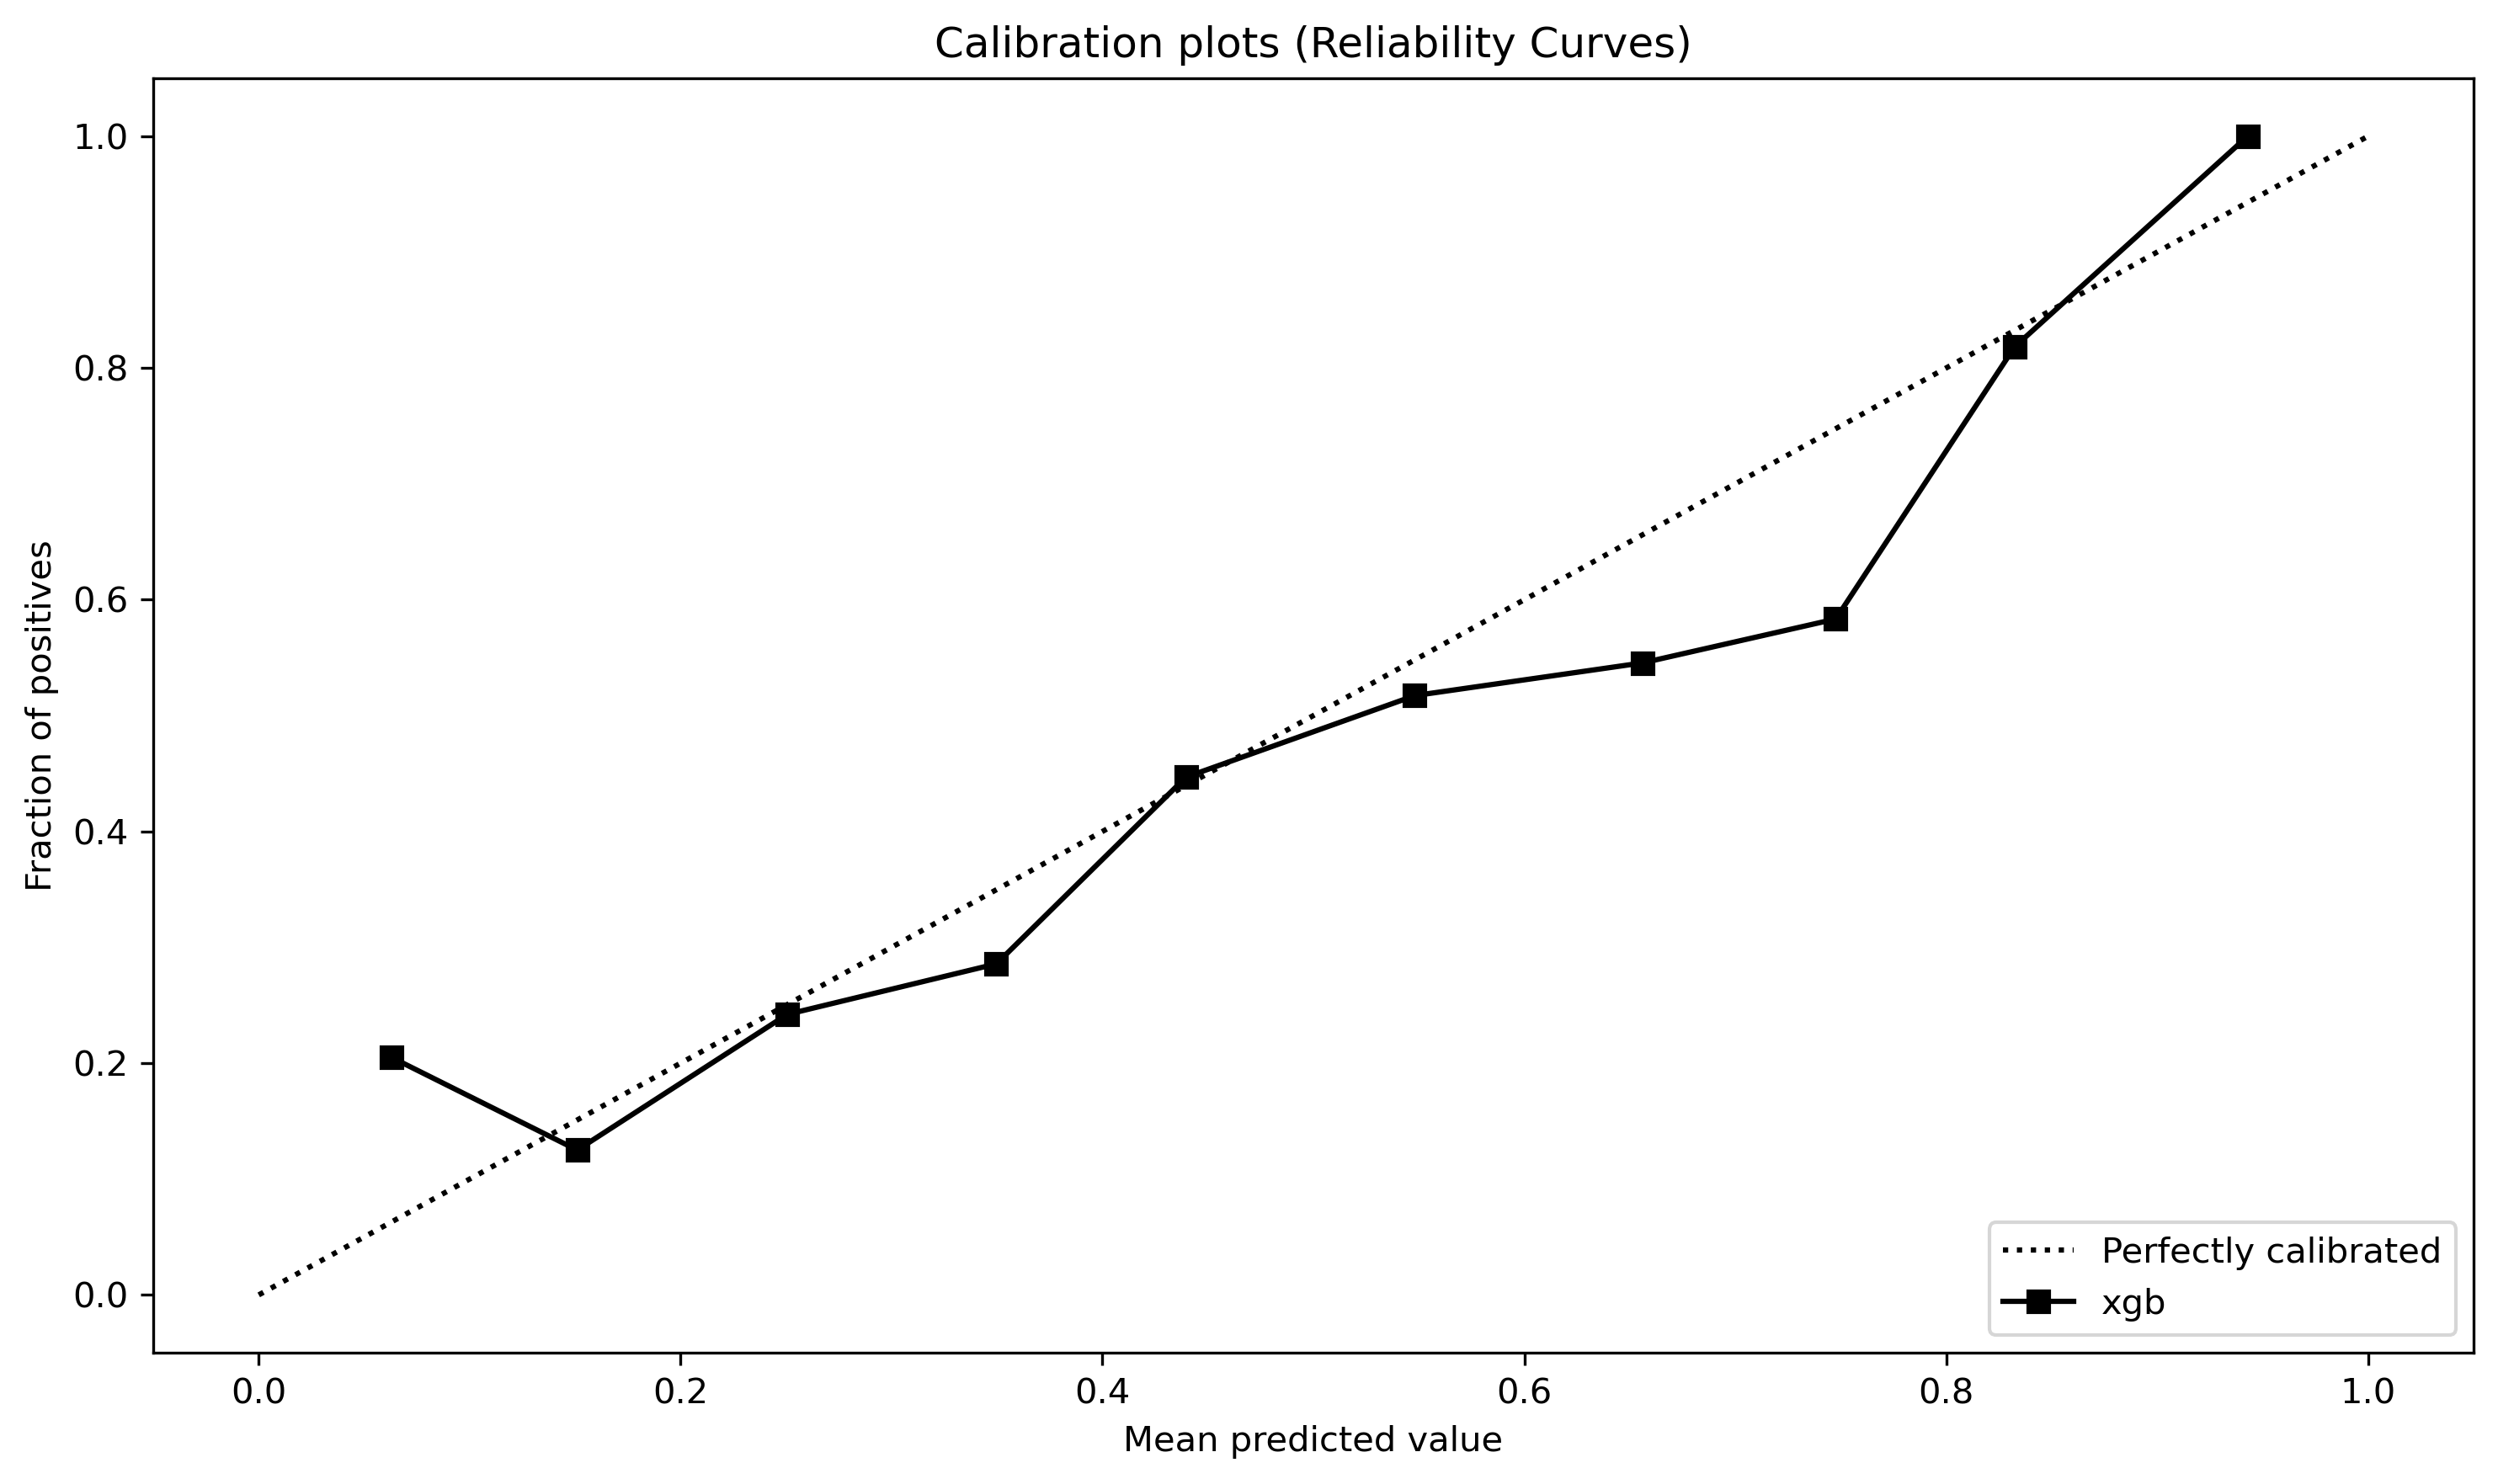 Calibration plots (Reliability Curves)
1.0
0.8
0.6
0.4
0.2
0.0
Fraction of positives
0.0 0.2 0.4 0.6 0.8 1.0
Mean predicted value
Perfectly calibrated
xgb